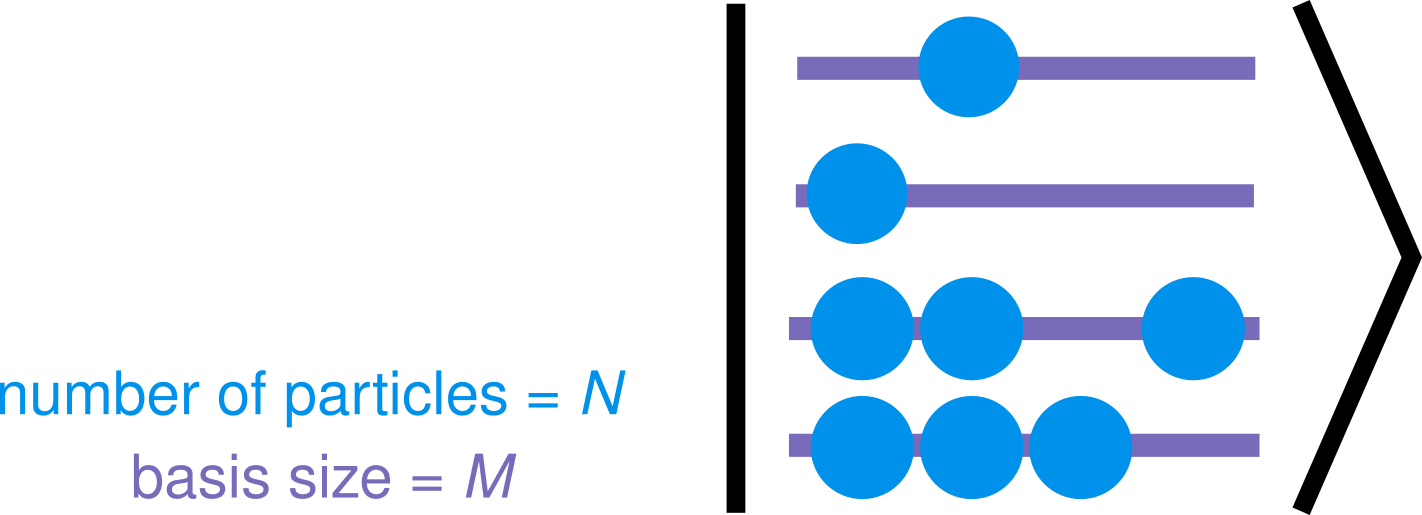 number of particles = N
basis size = M